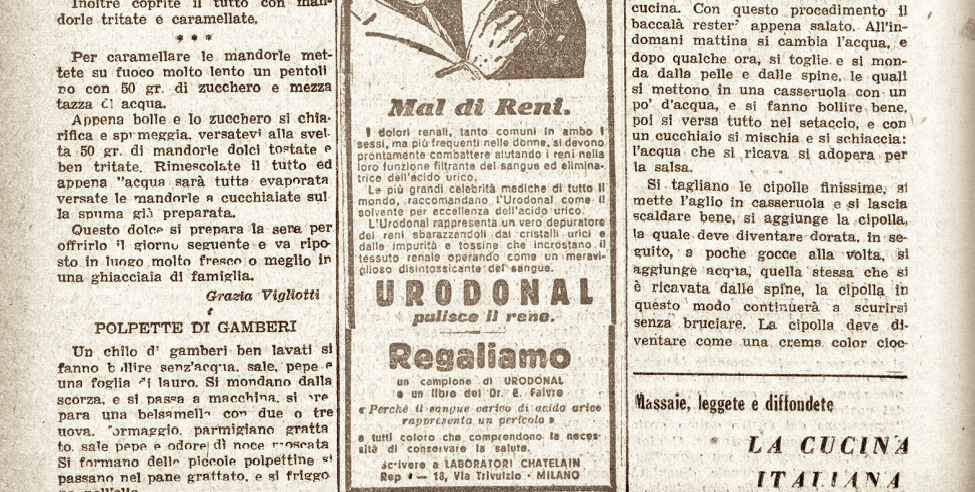 Inoltre coprite il tutto con man-
dorle tritate e caramellate.
* * *
Per caramellare le mandorle met-
tete su fuoco molto lento un pentoli
no con 50 gr. di zucchero e mezza
tazza di acqua.
Appena bolle e lo zucchero si chia-
rifica e spumeggia, versatevi alla svel-
ta 50 gr. di mandorle dolci tostate e
ben tritate. Rimescolate il tutto ed
appena l'acqua sarà tutta evaporata
versate le mandorle a cucchiaiate sul-
la spuma già preparata.
Questo dolce si prepara la sera per
offrirlo il giorno seguente e va ripo-
sto in luogo molto fresco o meglio in
una ghiacciaia di famiglia.
Grazia Vigliotti
POLPETTE DI GAMBERI
Un chilo d' gamberi ben lavati si
fanno bollire senz'acqua, sale, pepe e
una foglia di lauro. Si mondano dalla
scorza, e si passa a macchina, si pre
para una belsamella con due o tre
uova, formaggio, parmigiano gratta
to, sale pepe e odore di noce moscata
Si formano delle piccole polpettine si
passano nel pane grattato, e si friggo
Mal di Reni.
I dolori renali, tanto comuni in ambo i
sessi, ma più frequenti nelle donne, si devono
prontamente combattere aiutando i reni nella
loro funzione filtrante del sangue ed elimina-
trice dell'acido urico.
Le più grandi celebrità mediche di tutto il
mondo, raccomandano l'Urodonal come il
solvente per eccellenza dell'acido urico.
L'Urodonal rappresenta un vero depuratore
dei reni, sbarazzandoli dai cristalli urici e
dalle impurità e tossine che incrostano il
tessuto renale operando come un meravi-
glioso disintossicante del sangue.
URODONAL
pulisce il rene.
Regaliamo
un campione di URODONAL
e un libro del Dr. E. Faivre
« Perchè il sangue carico di acido urico
rappresenta un pericolo »
a tutti coloro che comprendono la neces-
sità di conservare la salute.
Scrivere a LABORATORI CHATELAIN
Rep — 18, Via Trivulzio - MILANO
cucina. Con questo procedimento il
baccalà rester' appena salato. All'in-
domani mattina si cambia l'acqua, e
dopo qualche ora, si toglie e si mon-
da dalla pelle e dalle spine, le quali
si mettono in una casseruola con un
po' d'acqua, e si fanno bollire bene,
poi si versa tutto nel setaccio, e con
un cucchiaio si mischia e si schiaccia:
l'acqua che si ricava si adopera per
la salsa.
Si tagliano le cipolle finissime, si
mette l'aglio in casseruola e si lascia
scaldare bene, si aggiunge la cipolla,
la quale deve diventare dorata, in se-
guito, a poche gocce alla volta, si
aggiunge acqua, quella stessa che si
è ricavata dalle spine, la cipolla in
questo modo continuerà a scurirsi
senza bruciare. La cipolla deve di-
ventare come una crema color cioc-
Massaie, leggete e diffondete
LA CUCINA
ITALIANA